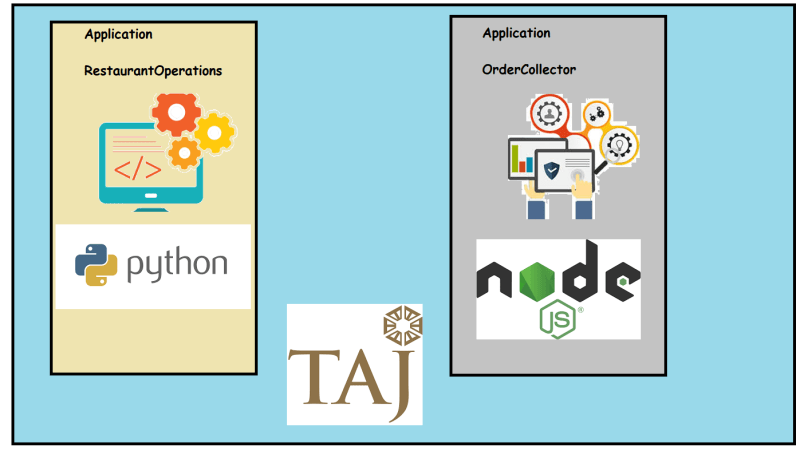 Application
RestaurantOperations
</>
python
Application
OrderCollector
node
JS
®
TAJ